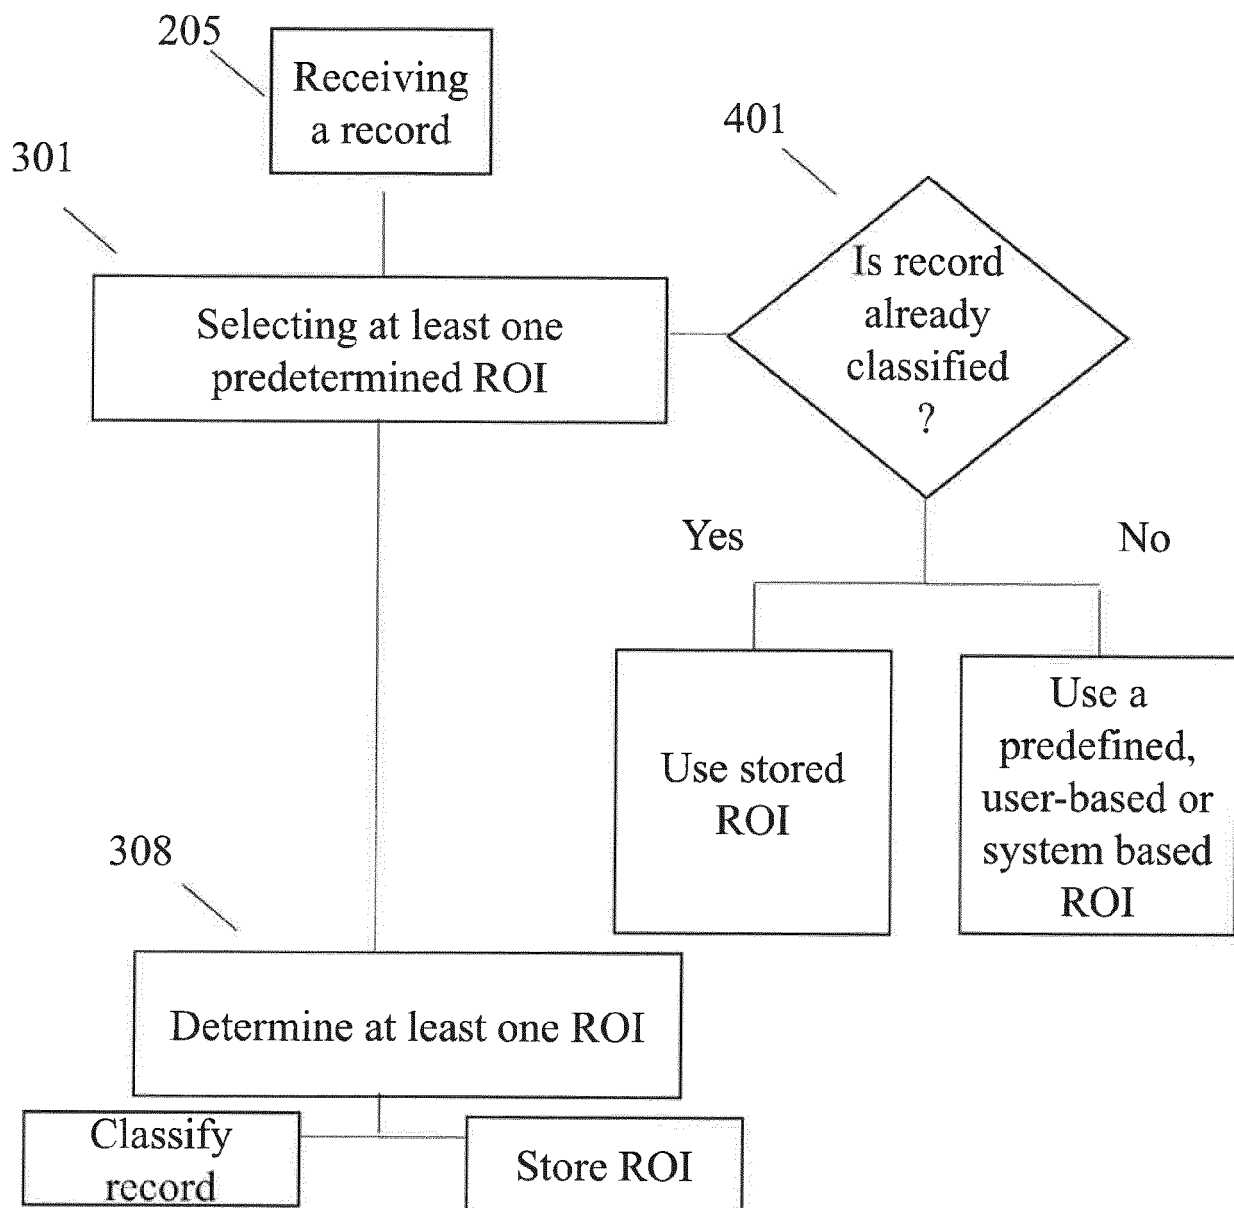 205
Receiving
a record
301
401
Selecting at least one
predetermined ROI
Is record
already
classified
?
Yes
No
Use stored
ROI
Use a
predefined,
user-based or
system based
ROI
308
Determine at least one ROI
Classify
record
Store ROI